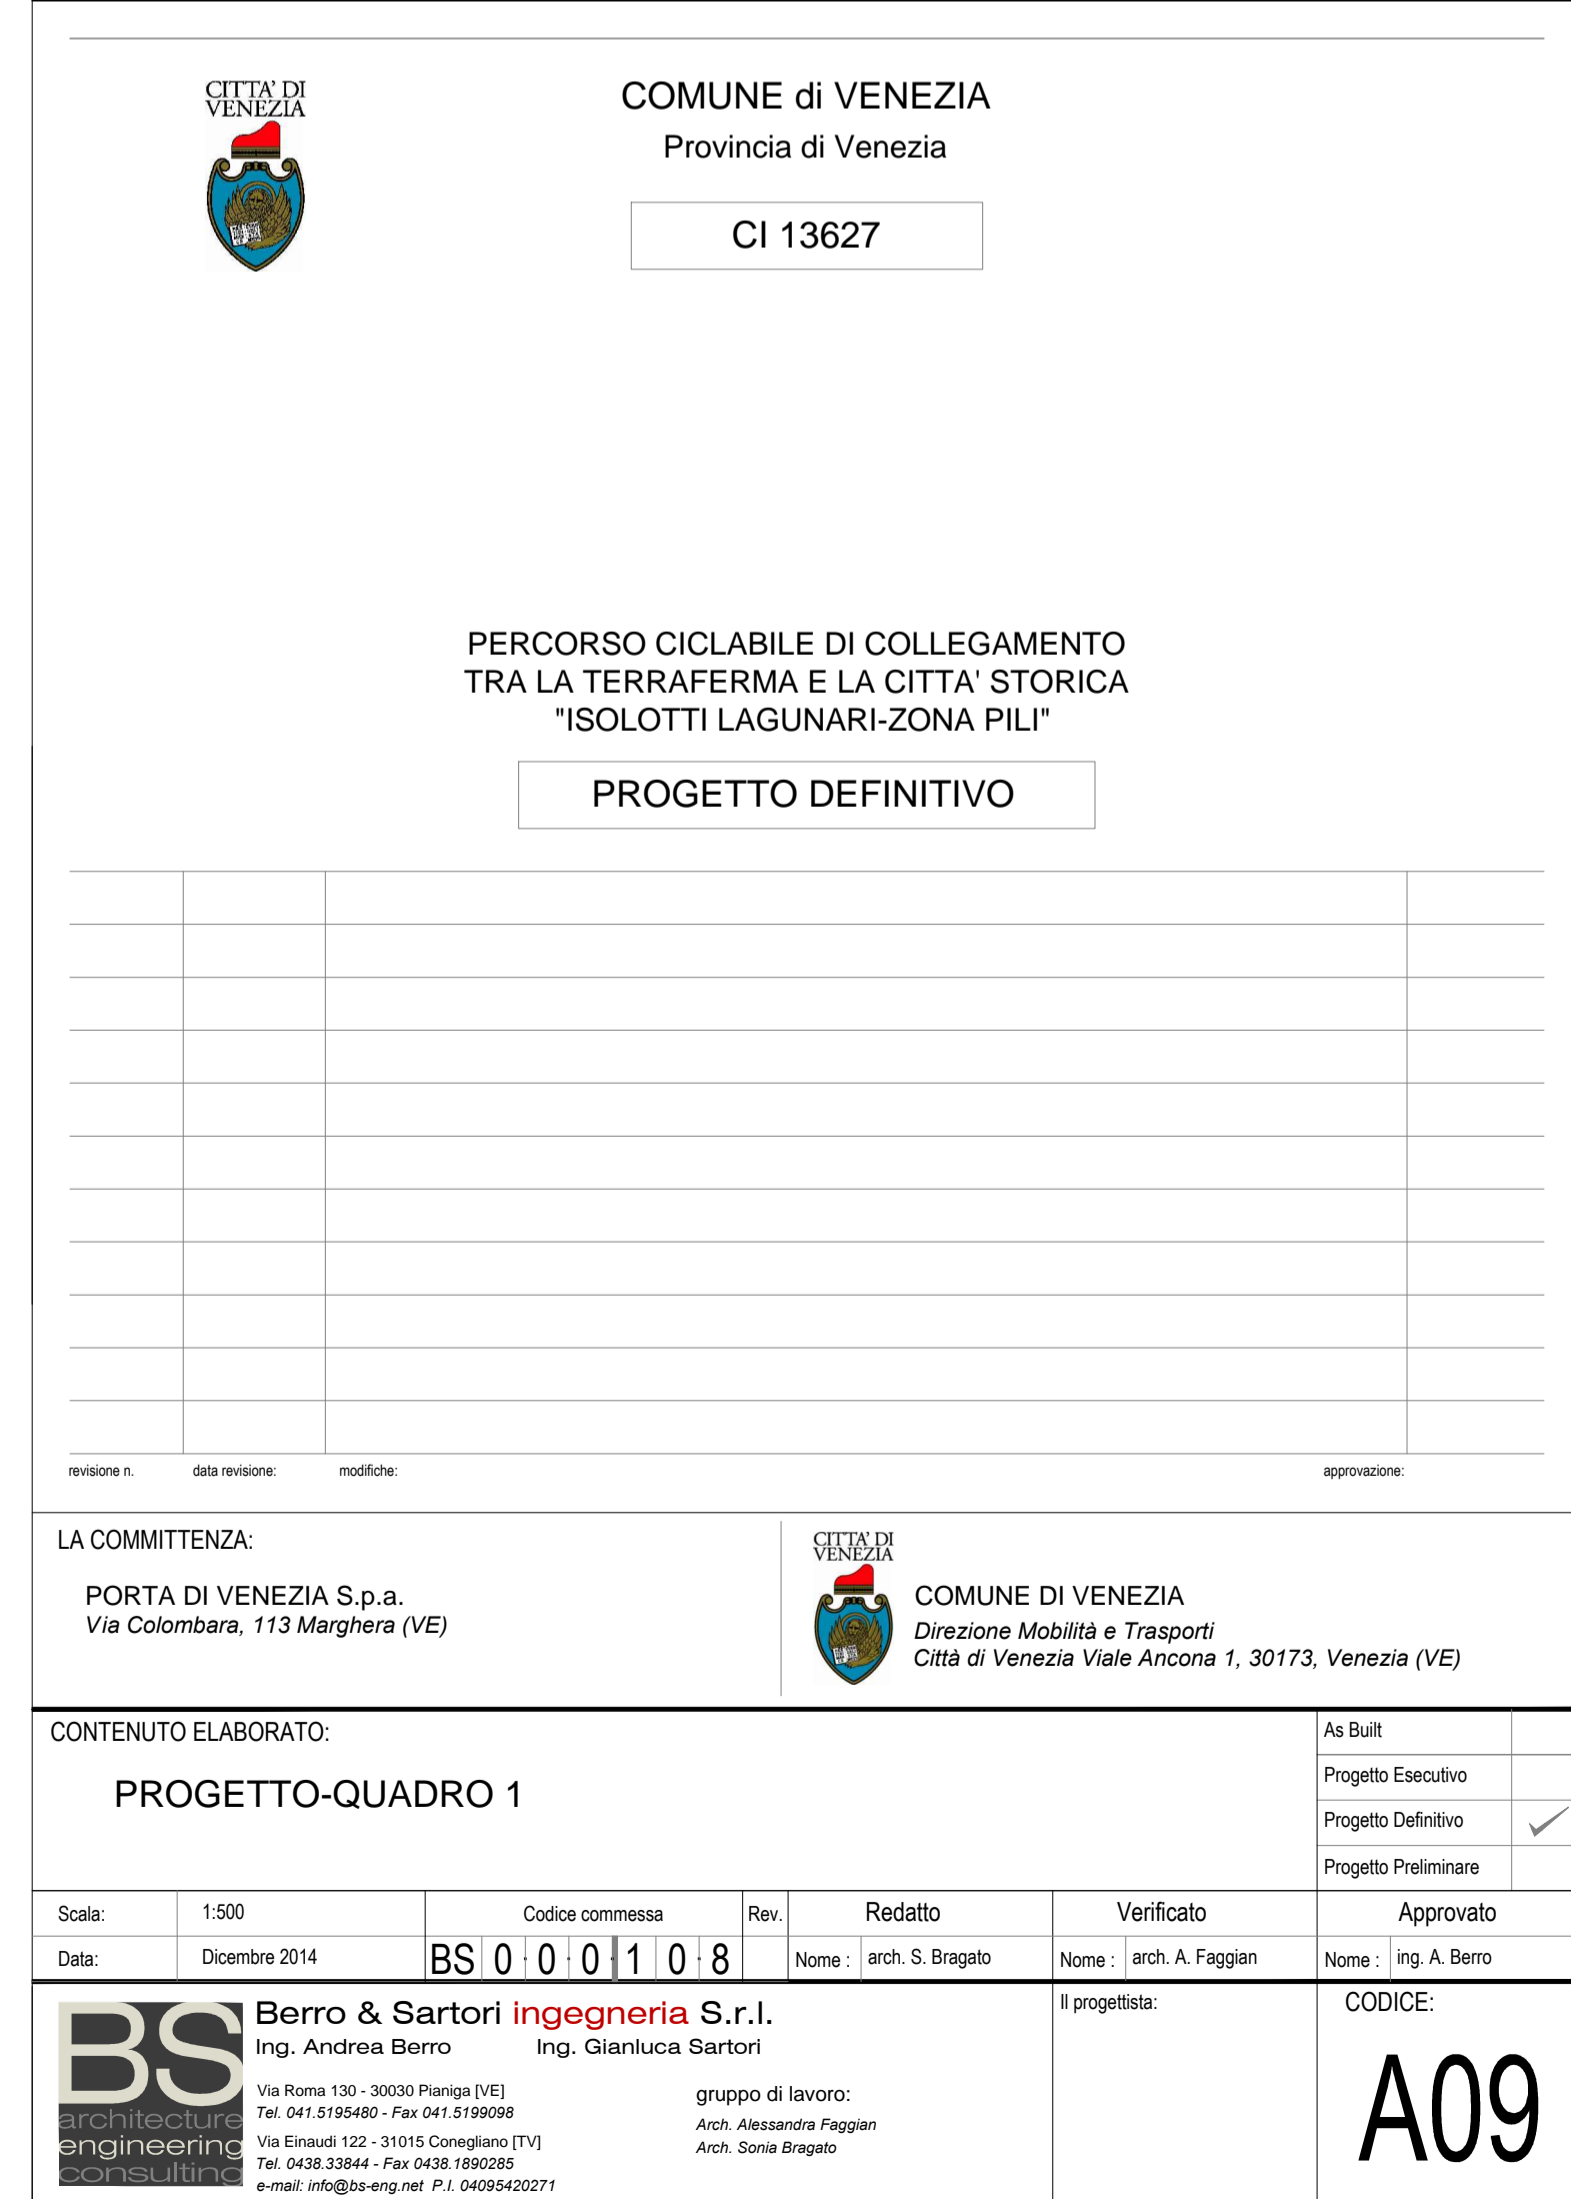 CITTA' DI
VENEZIA
COMUNE di VENEZIA
Provincia di Venezia
CI 13627
PERCORSO CICLABILE DI COLLEGAMENTO
TRA LA TERRAFERMA E LA CITTA' STORICA
"ISOLOTTI LAGUNARI-ZONA PILI"
PROGETTO DEFINITIVO
revisione n. data revisione: modifiche: approvazione:
LA COMMITTENZA:
PORTA DI VENEZIA S.p.a.
Via Colombara, 113 Marghera (VE)
CITTA' DI
VENEZIA
COMUNE DI VENEZIA
Direzione Mobilità e Trasporti
Città di Venezia Viale Ancona 1, 30173, Venezia (VE)
CONTENUTO ELABORATO:
PROGETTO-QUADRO 1
As Built
Progetto Esecutivo
Progetto Definitivo
Progetto Preliminare
Scala: 1:500 Codice commessa Rev. Redatto Verificato Approvato
Data: Dicembre 2014 BS 0 0 0 1 0 8 Nome : arch. S. Bragato Nome : arch. A. Faggian Nome : ing. A. Berro
BS
architecture
engineering
consulting
Berro & Sartori ingegneria S.r.l.
Ing. Andrea Berro Ing. Gianluca Sartori
Via Roma 130 - 30030 Pianiga [VE]
Tel. 041.5195480 - Fax 041.5199098
Via Einaudi 122 - 31015 Conegliano [TV]
Tel. 0438.33844 - Fax 0438.1890285
e-mail: info@bs-eng.net P.I. 04095420271
gruppo di lavoro:
Arch. Alessandra Faggian
Arch. Sonia Bragato
Il progettista:
CODICE:
A09